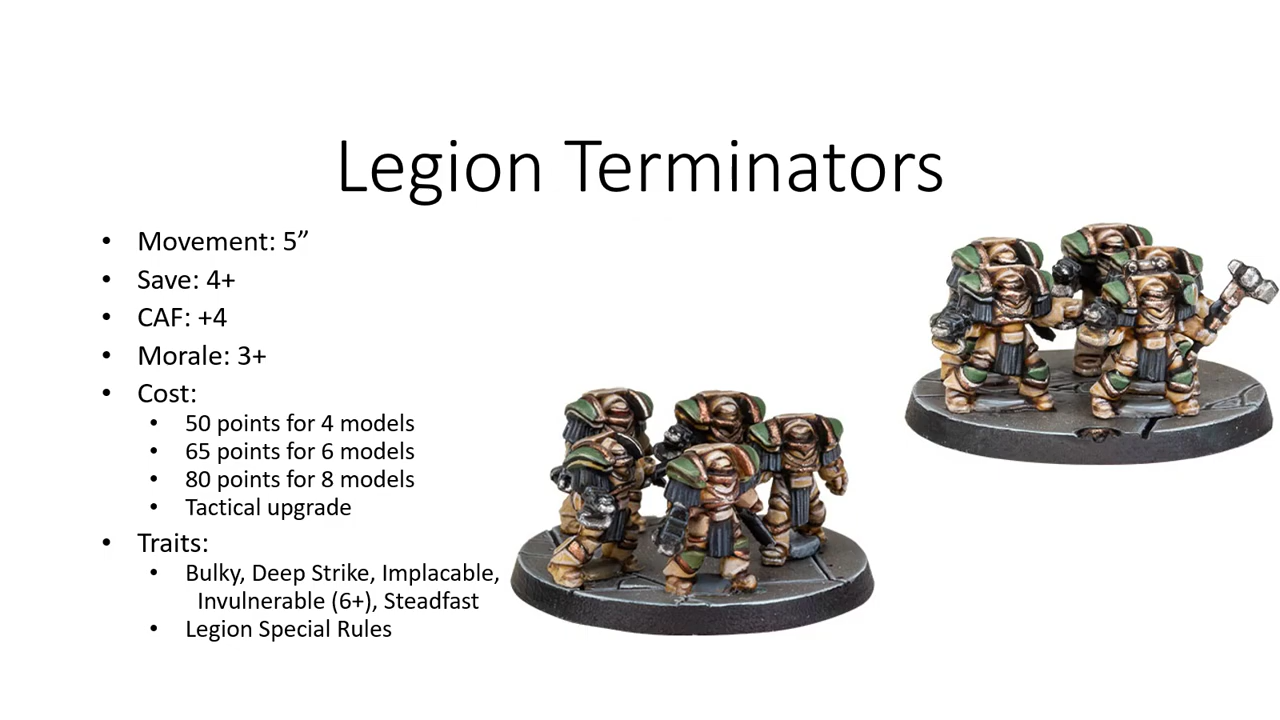 Legion Terminators
• Movement: 5”
• Save: 4+
• CAF: +4
• Morale: 3+
• Cost:
• 50 points for 4 models
• 65 points for 6 models
• 80 points for 8 models
• Tactical upgrade
• Traits:
• Bulky, Deep Strike, Implacable,
Invulnerable (6+), Steadfast
• Legion Special Rules